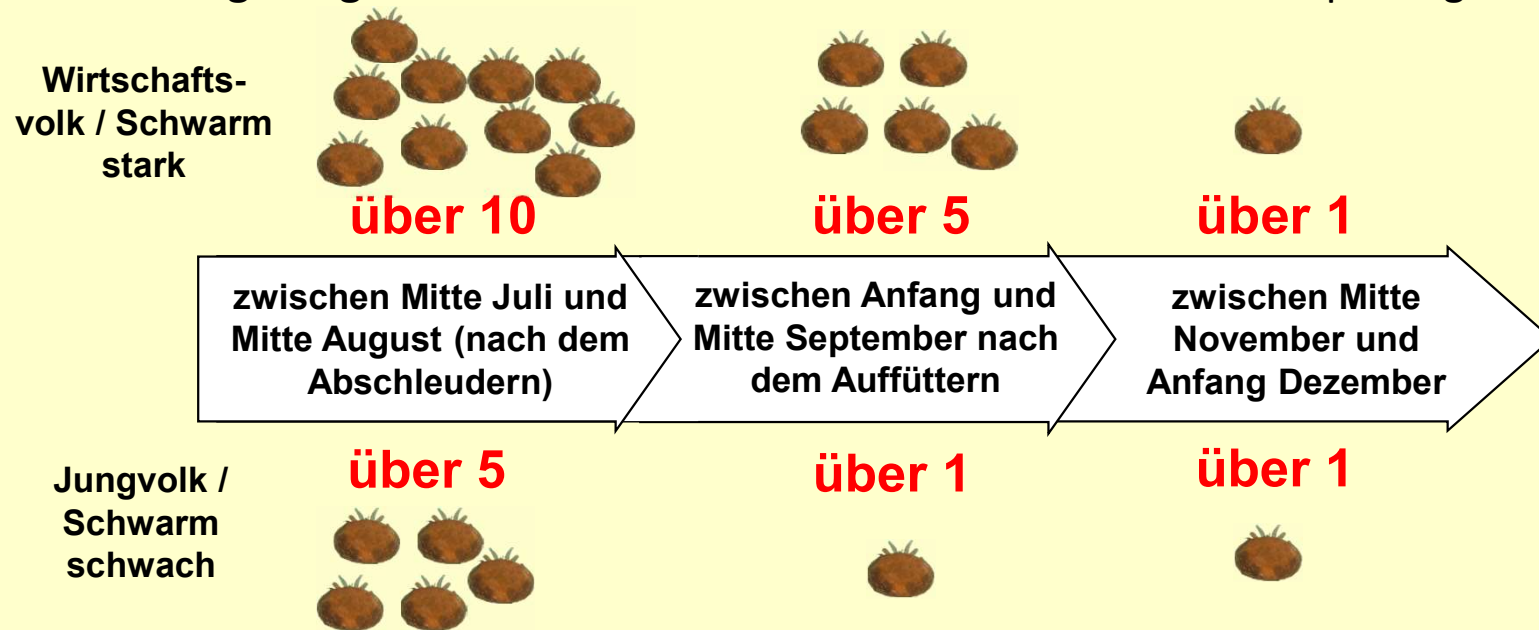 Wirtschafts-
volk / Schwarm
stark
über 10
über 5
über 1
zwischen Mitte Juli und
Mitte August (nach dem
Abschleudern)
zwischen Anfang und
Mitte September nach
dem Auffüttern
zwischen Mitte
November und
Anfang Dezember
Jungvolk /
Schwarm
schwach
über 5
über 1
über 1